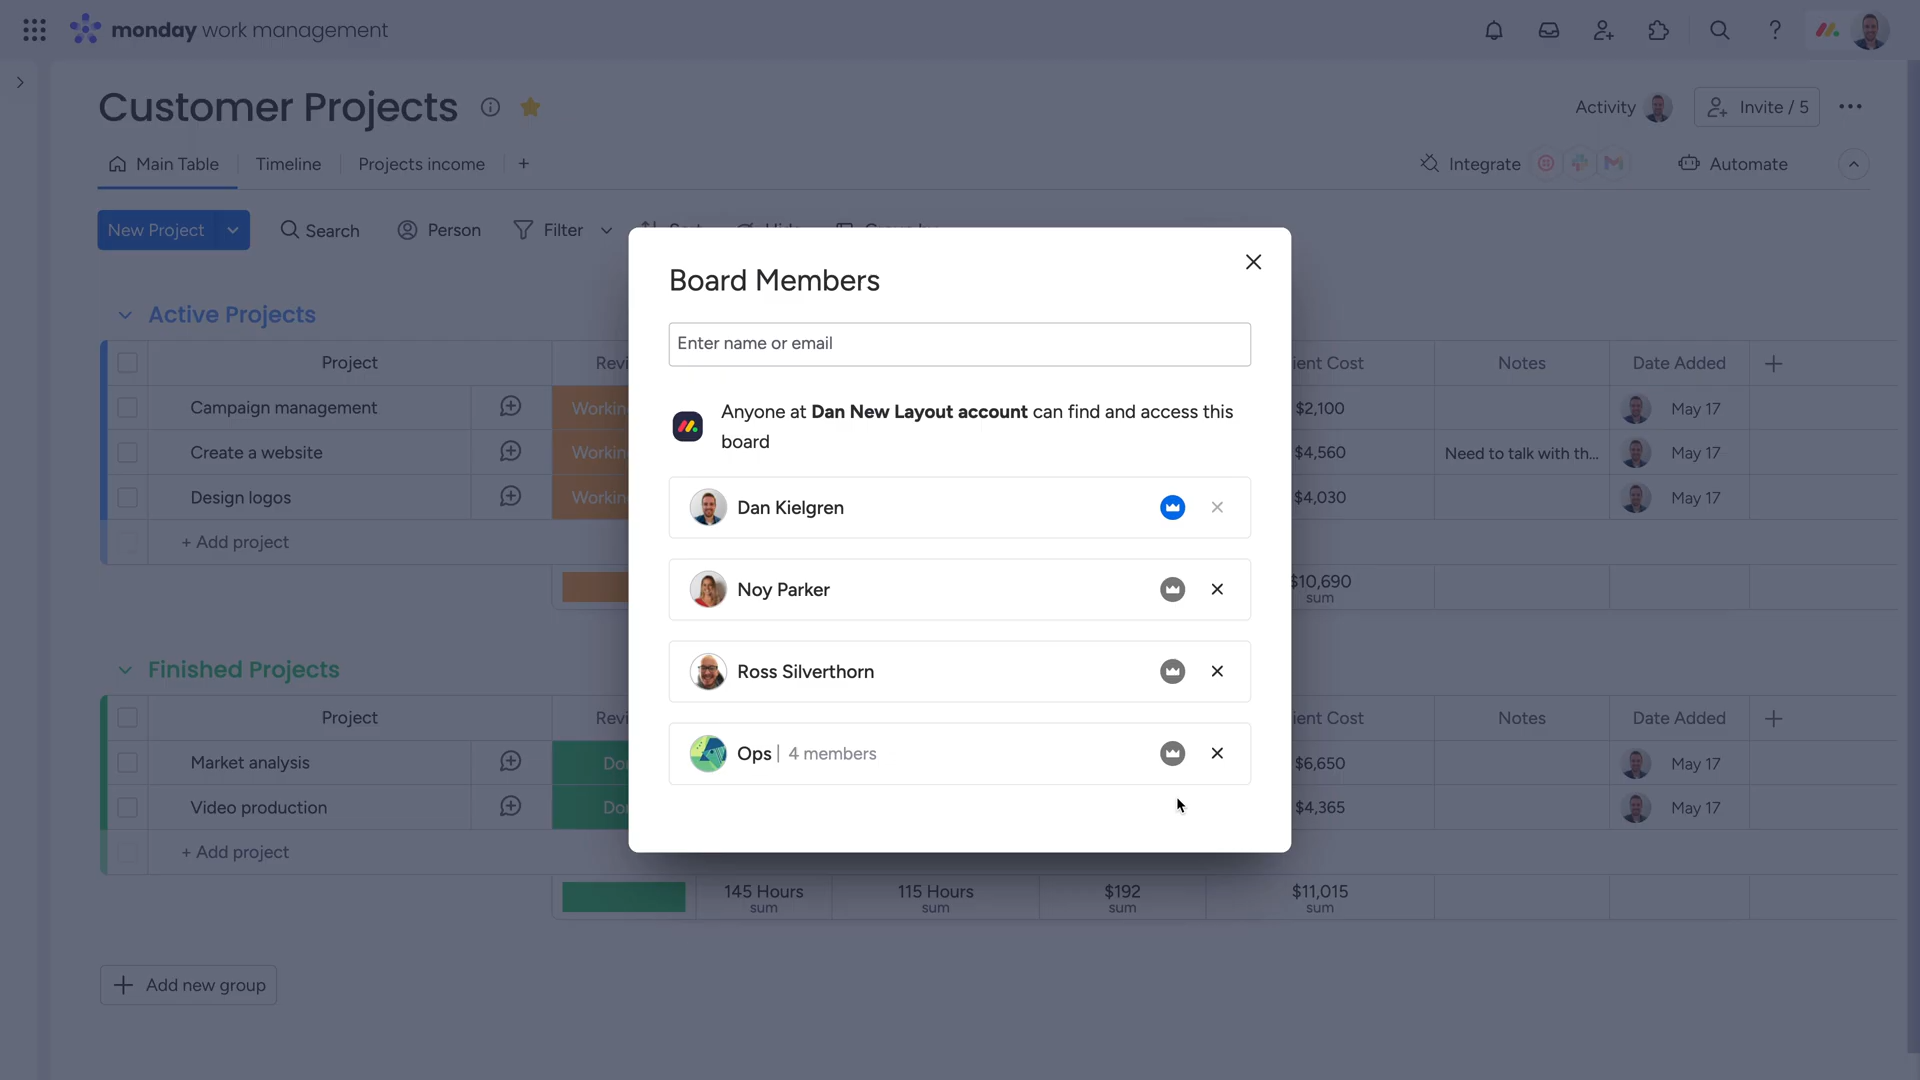 monday work management
Customer Projects
Activity
Invite / 5
Main Table
Timeline
Projects income
+
Integrate
Automate
New Project
Search
Person
Filter
Board Members
Enter name or email
Anyone at Dan New Layout account can find and access this
board
Dan Kielgren
Noy Parker
Ross Silverthorn
Ops | 4 members
Active Projects
Project
Revi
ient Cost
Notes
Date Added
Campaign management
Workin
$2,100
May 17
Create a website
Workin
$4,560
Need to talk with th...
May 17
Design logos
Workin
$4,030
May 17
+ Add project
$10,690
sum
Finished Projects
Project
Revi
ient Cost
Notes
Date Added
Market analysis
Do
$6,650
May 17
Video production
Do
$4,365
May 17
+ Add project
145 Hours
sum
115 Hours
sum
$192
sum
$11,015
sum
+ Add new group